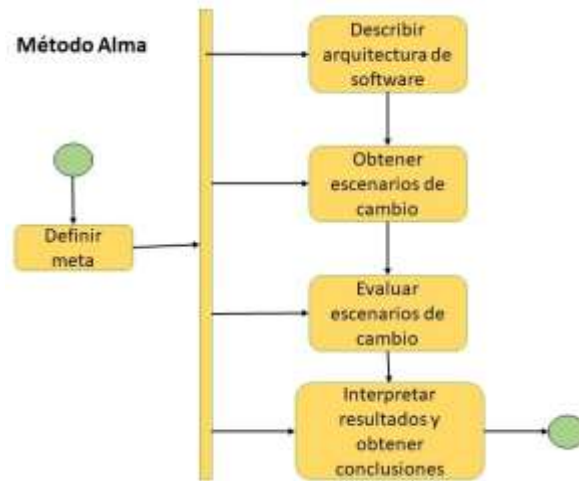 Método Alma
Describir
arquitectura de
software
Obtener
escenarios de
cambio
Definir
meta
Evaluar
escenarios de
cambio
Interpretar
resultados y
obtener
conclusiones